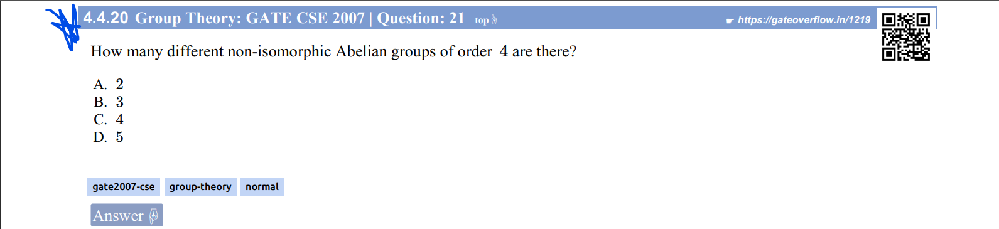 4.4.20 Group Theory: GATE CSE 2007 | Question: 21 top☟
☛ https://gateoverflow.in/1219
How many different non-isomorphic Abelian groups of order 4 are there?
A. 2
B. 3
C. 4
D. 5
gate2007-cse group-theory normal
Answer ☟